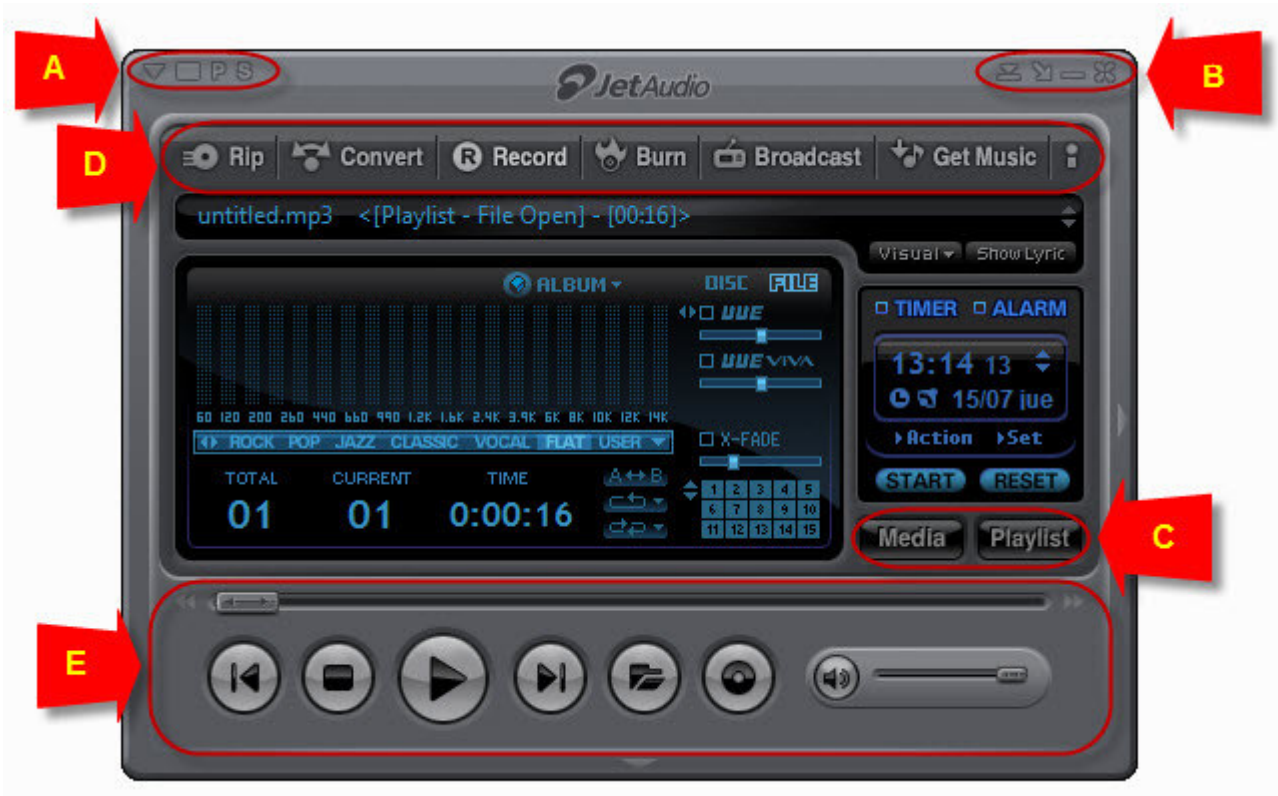 A
P S
JetAudio
B
D
Rip Convert R Record Burn Broadcast Get Music
untitled.mp3 <[Playlist - File Open] - [00:16]>
Visual Show Lyric
ALBUM DISC FILE
TIMER ALARM
13:14 13
15/07 jue
Action Set
START RESET
VIVA
60 120 200 260 440 660 990 1.2K 1.6K 2.4K 3.9K 6K 8K 10K 12K 14K
ROCK POP JAZZ CLASSIC VOCAL FLAT USER
X-FADE
TOTAL CURRENT TIME A B
01 01 0:00:16
1 2 3 4 5
6 7 8 9 10
11 12 13 14 15
Media Playlist
C
E